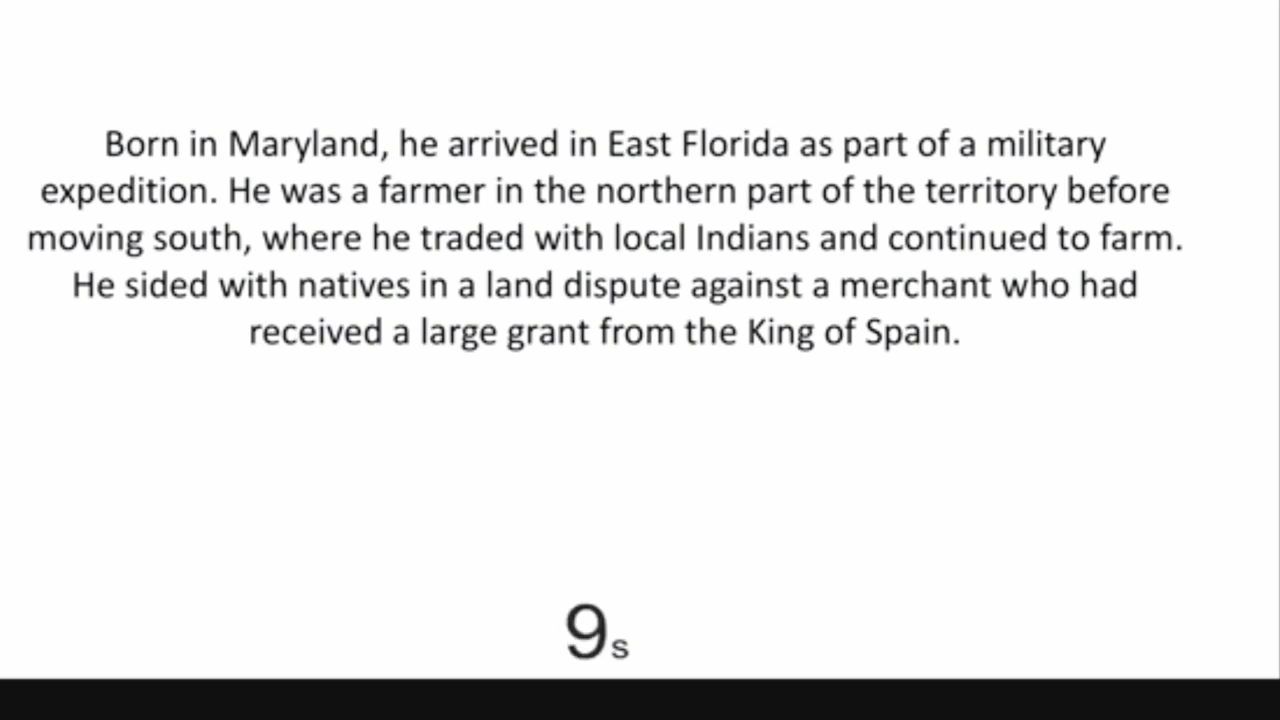 Born in Maryland, he arrived in East Florida as part of a military
expedition. He was a farmer in the northern part of the territory before
moving south, where he traded with local Indians and continued to farm.
He sided with natives in a land dispute against a merchant who had
received a large grant from the King of Spain.
9s